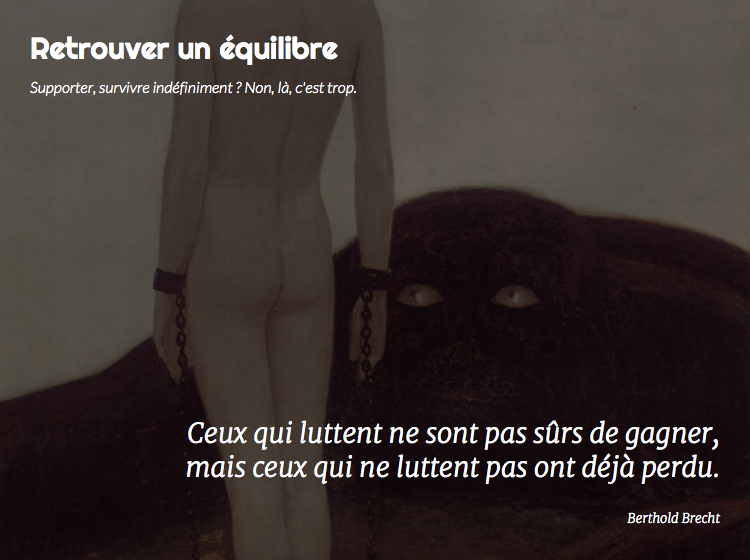 Retrouver un équilibre
Supporter, survivre indéfiniment ? Non, là, c'est trop.
Ceux qui luttent ne sont pas sûrs de gagner,
mais ceux qui ne luttent pas ont déjà perdu.
Berthold Brecht